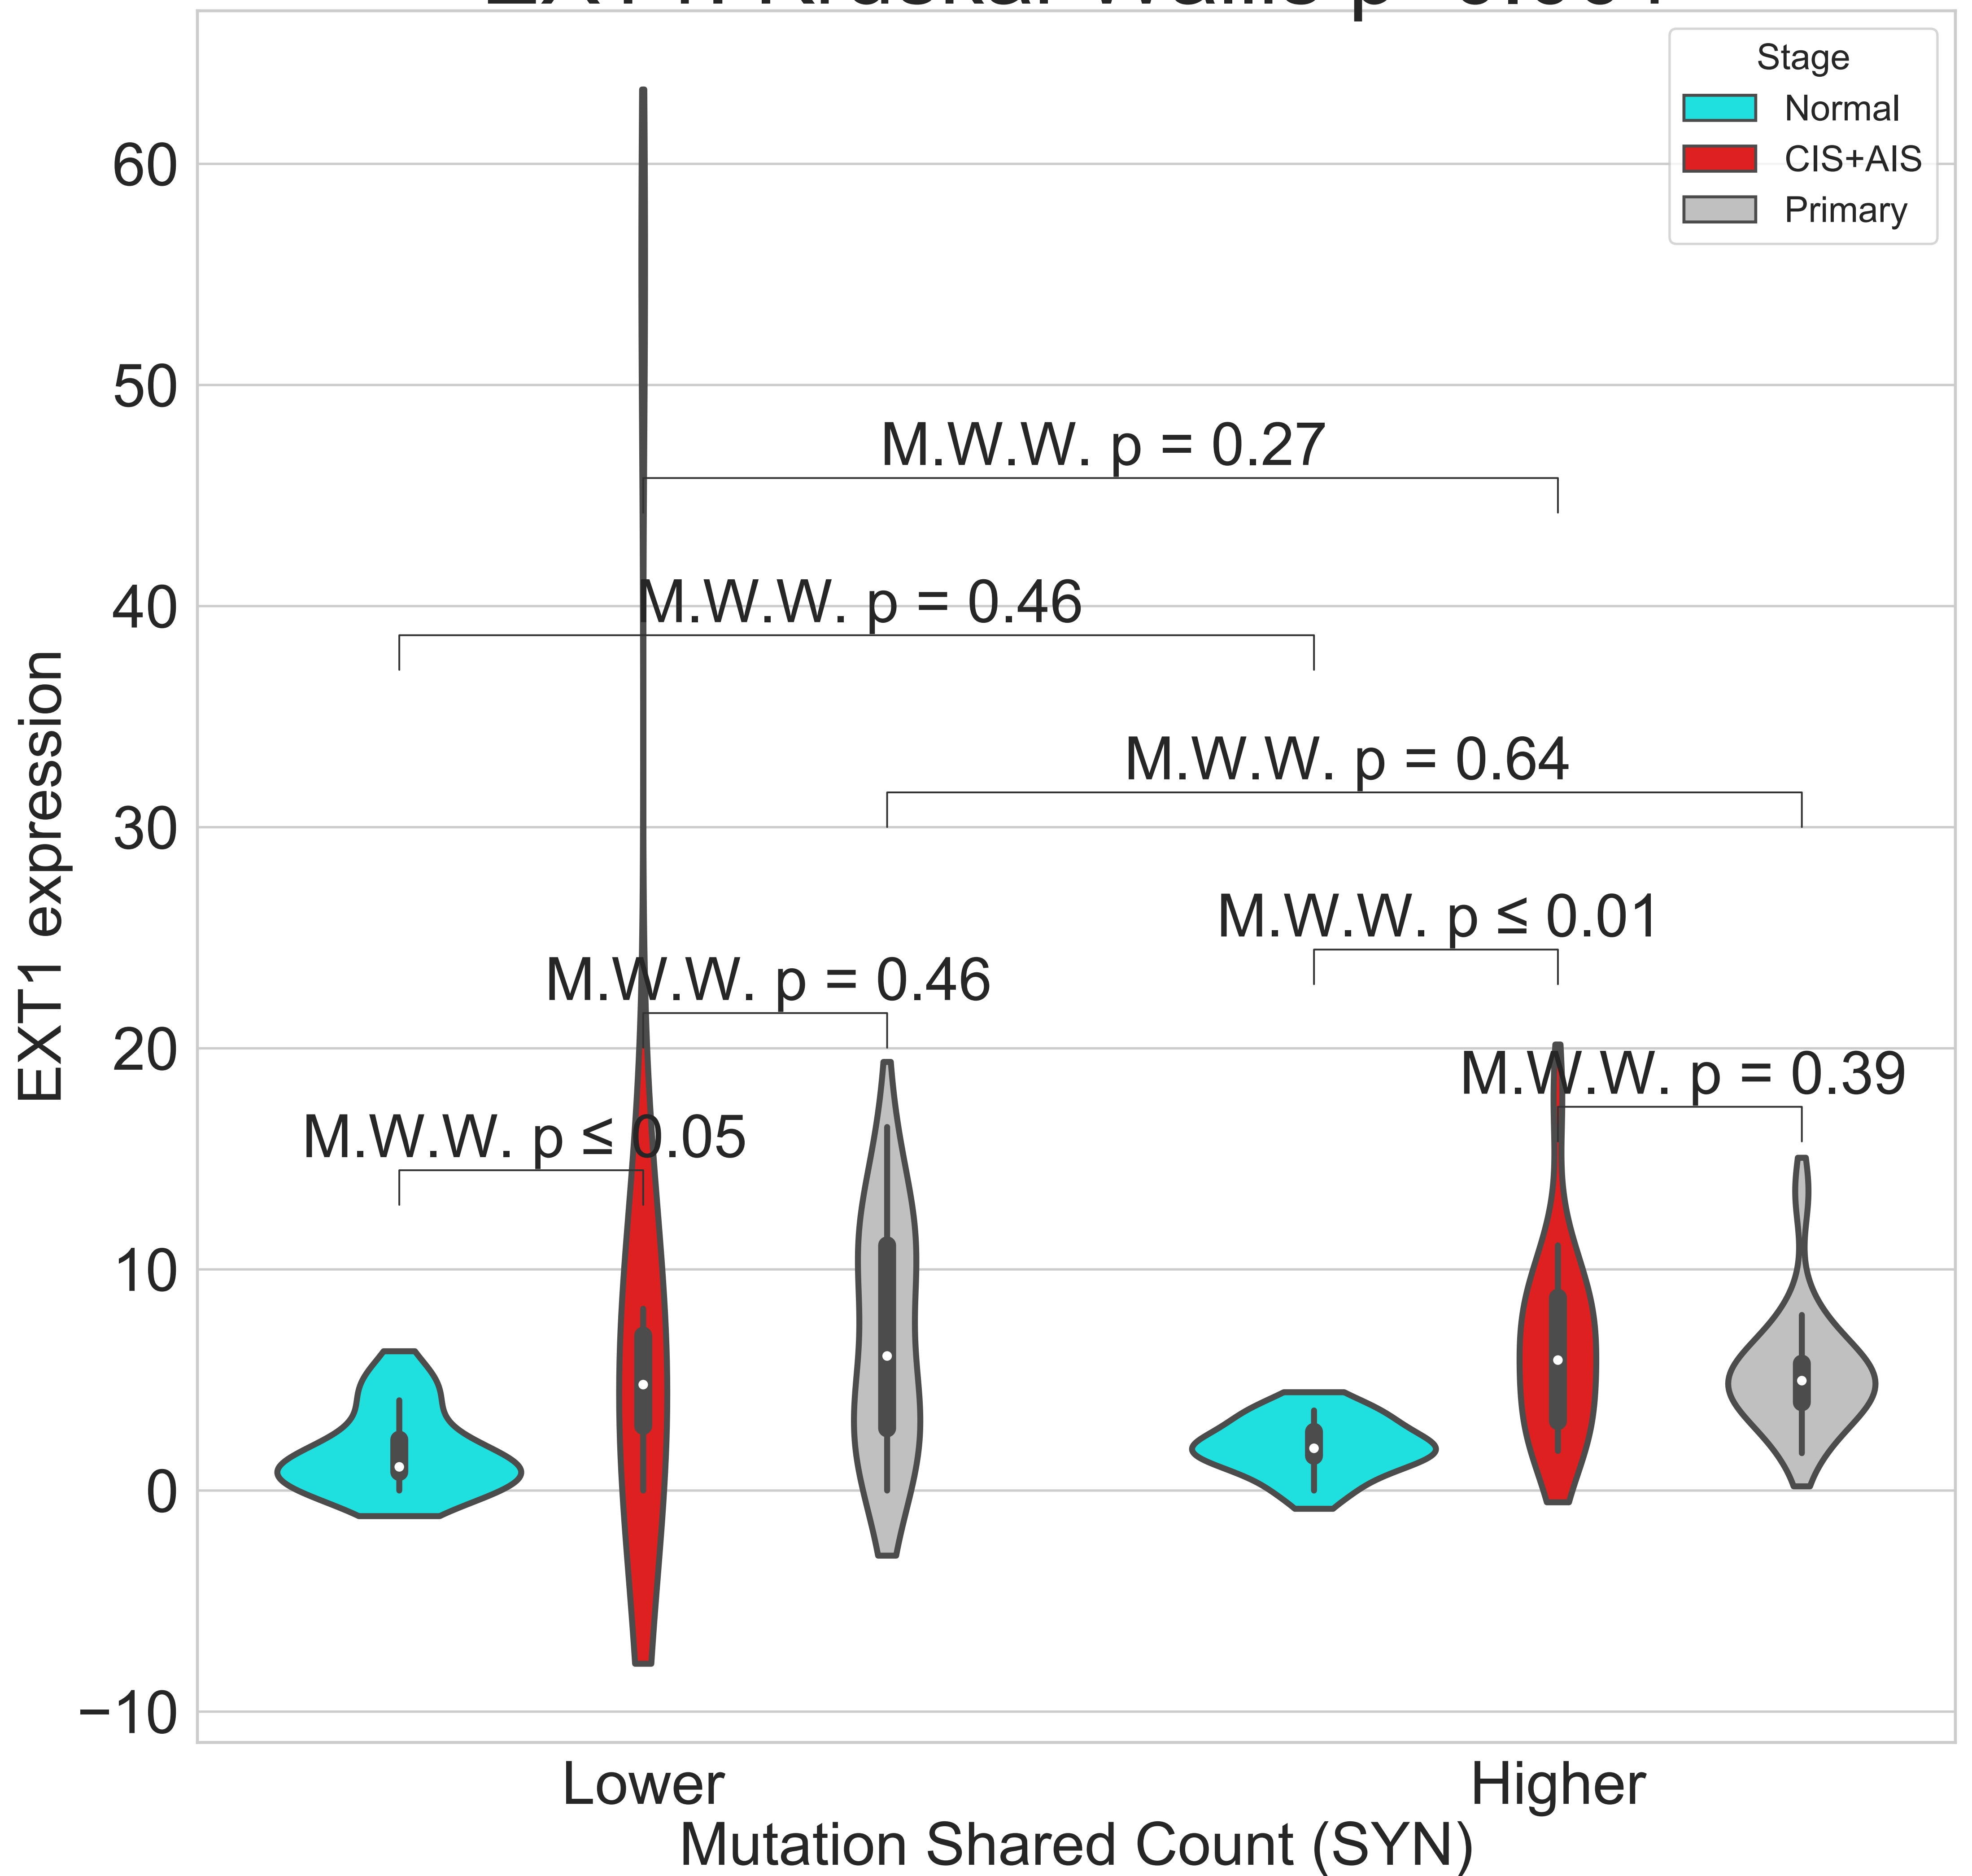 Stage
Normal
CIS+AIS
Primary
60
50
40
30
20
10
0
−10
EXT1 expression
M.W.W. p = 0.27
M.W.W. p = 0.46
M.W.W. p = 0.64
M.W.W. p ≤ 0.01
M.W.W. p = 0.46
M.W.W. p = 0.39
M.W.W. p ≤ 0.05
Lower
Higher
Mutation Shared Count (SYN)